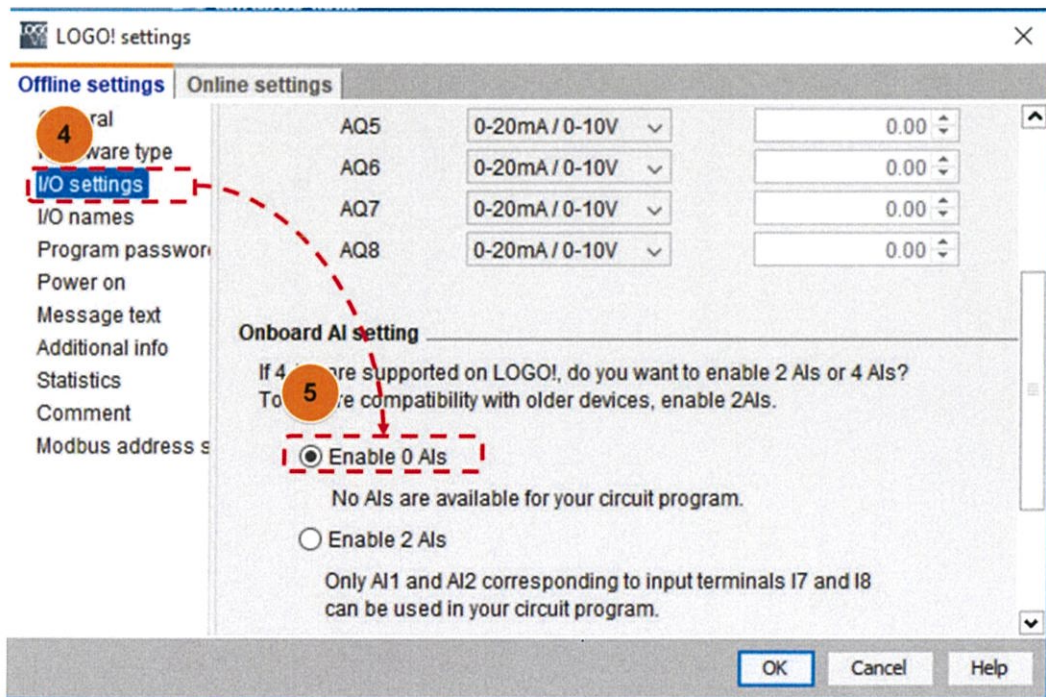 LOGO! settings
Offline settings
Online settings
ral
4
ware type
I/O settings
I/O names
Program passwor
Power on
Message text
Additional info
Statistics
Comment
Modbus address s
AQ5 0-20mA / 0-10V 0.00
AQ6 0-20mA / 0-10V 0.00
AQ7 0-20mA / 0-10V 0.00
AQ8 0-20mA / 0-10V 0.00
Onboard AI setting
If 4 are supported on LOGO!, do you want to enable 2 AIs or 4 AIs?
5
To re compatibility with older devices, enable 2AIs.
Enable 0 AIs
No AIs are available for your circuit program.
Enable 2 AIs
Only AI1 and AI2 corresponding to input terminals I7 and I8
can be used in your circuit program.
OK Cancel Help